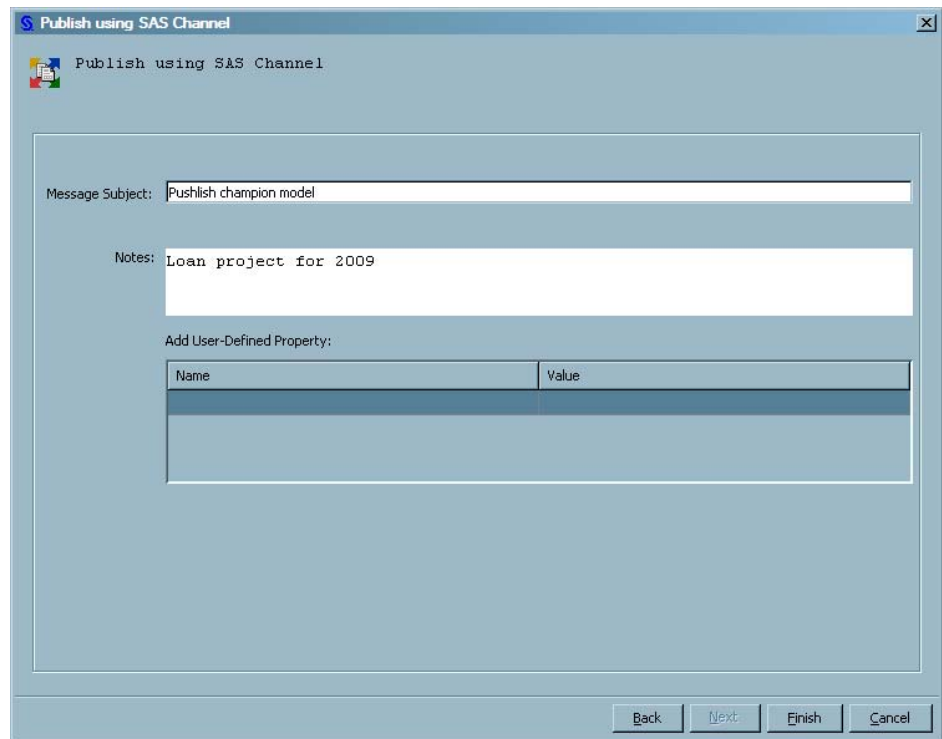 Publish using SAS Channel
Publish using SAS Channel
Message Subject: Pushlish champion model
Notes: Loan project for 2009
Add User-Defined Property:
Name Value
Back Next Finish Cancel